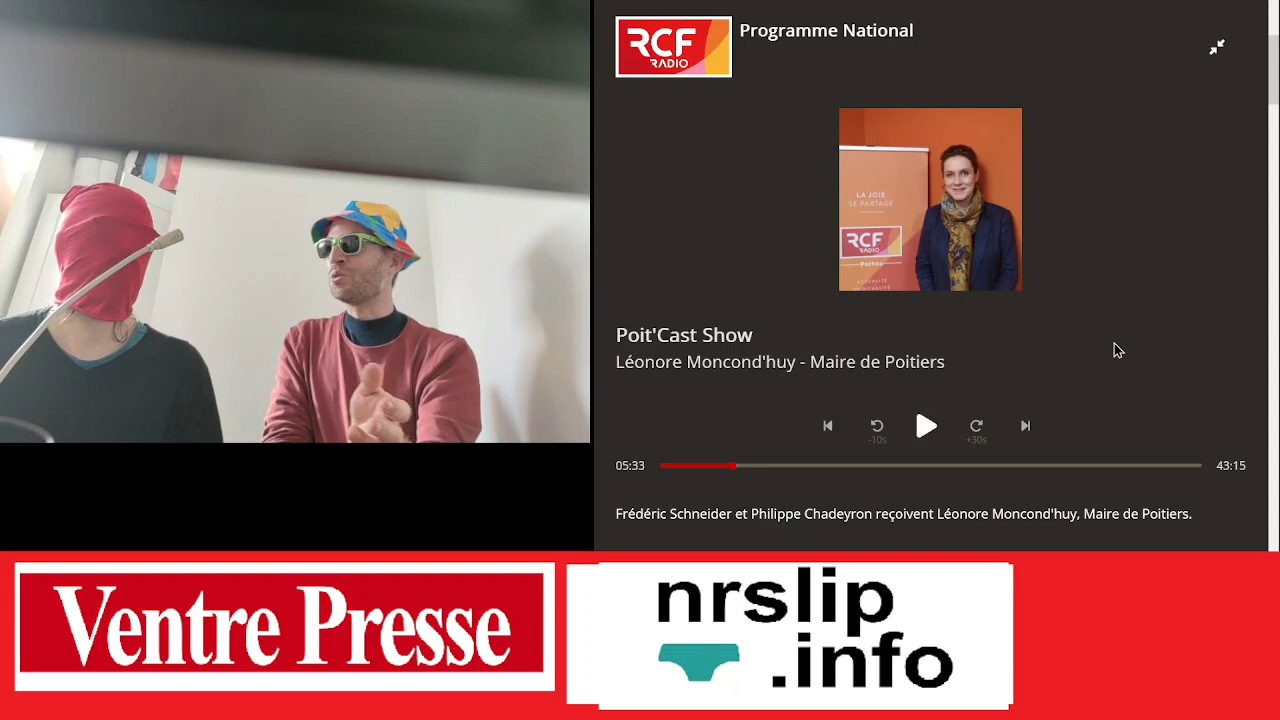 RCF
RADIO
Programme National
LA JOIE
SE PARTAGE
RCF
RADIO
Poitou
ACTUALITÉ
Poit'Cast Show
Léonore Moncond'huy - Maire de Poitiers
-10s
+30s
05:33
43:15
Frédéric Schneider et Philippe Chadeyron reçoivent Léonore Moncond'huy, Maire de Poitiers.
Ventre Presse
nrslip
.info